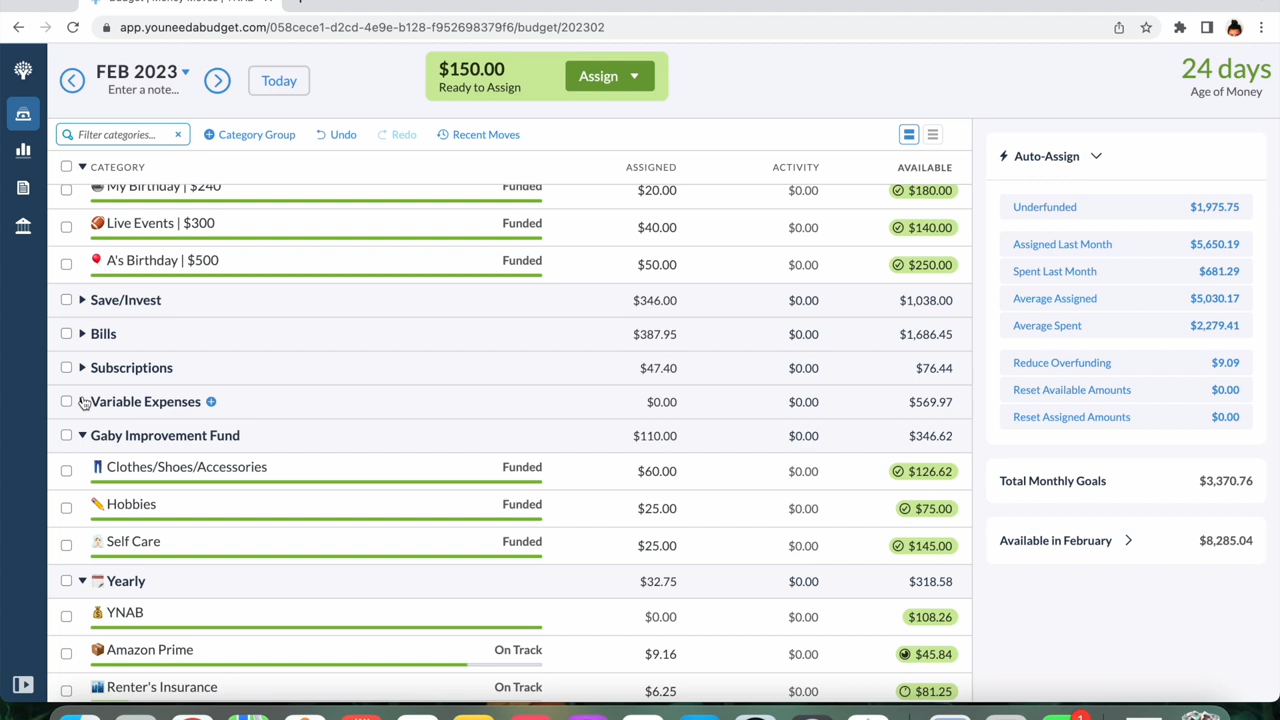 app.youneedabudget.com/058cece1-d2cd-4e9e-b128-f952698379f6/budget/202302
FEB 2023
Enter a note...
Today
$150.00
Ready to Assign
Assign
24 days
Age of Money
Filter categories...
Category Group
Undo
Redo
Recent Moves
CATEGORY ASSIGNED ACTIVITY AVAILABLE
My Birthday | $240 Funded $20.00 $0.00 $180.00
Live Events | $300 Funded $40.00 $0.00 $140.00
A's Birthday | $500 Funded $50.00 $0.00 $250.00
Save/Invest $346.00 $0.00 $1,038.00
Bills $387.95 $0.00 $1,686.45
Subscriptions $47.40 $0.00 $76.44
Variable Expenses $0.00 $0.00 $569.97
Gaby Improvement Fund $110.00 $0.00 $346.62
Clothes/Shoes/Accessories Funded $60.00 $0.00 $126.62
Hobbies Funded $25.00 $0.00 $75.00
Self Care Funded $25.00 $0.00 $145.00
Yearly $32.75 $0.00 $318.58
YNAB $0.00 $0.00 $108.26
Amazon Prime On Track $9.16 $0.00 $45.84
Renter's Insurance On Track $6.25 $0.00 $81.25
Auto-Assign
Underfunded $1,975.75
Assigned Last Month $5,650.19
Spent Last Month $681.29
Average Assigned $5,030.17
Average Spent $2,279.41
Reduce Overfunding $9.09
Reset Available Amounts $0.00
Reset Assigned Amounts $0.00
Total Monthly Goals $3,370.76
Available in February $8,285.04
1